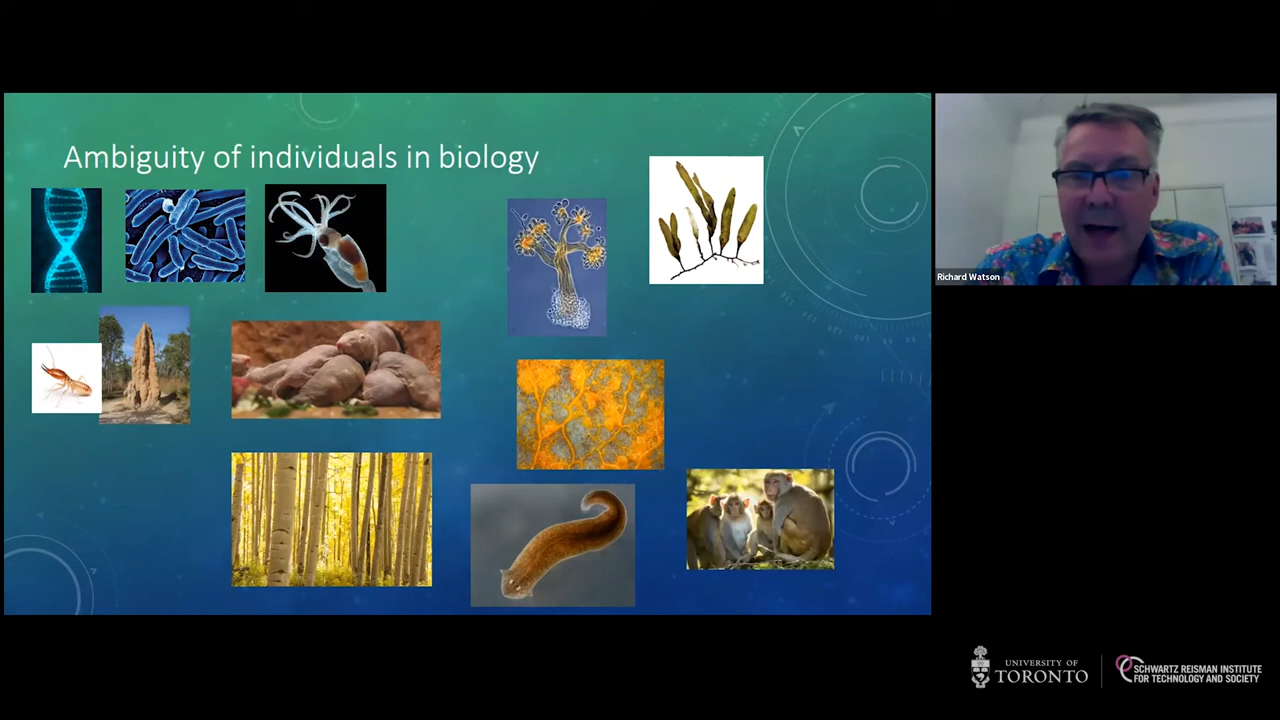 Ambiguity of individuals in biology
Richard Watson
UNIVERSITY OF
TORONTO
SCHWARTZ REISMAN INSTITUTE
FOR TECHNOLOGY AND SOCIETY